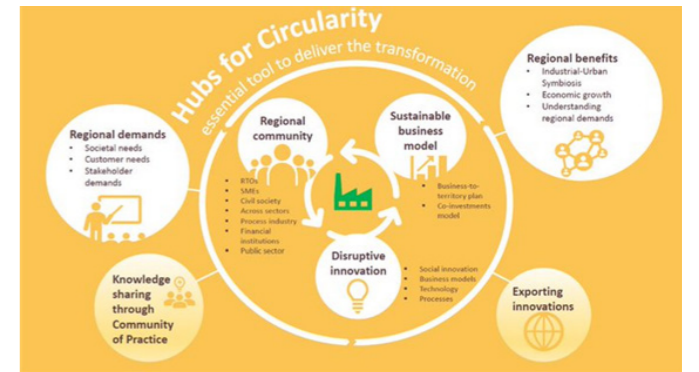 Hubs for Circularity
essential tool to deliver the transformation
Regional demands
• Societal needs
• Customer needs
• Stakeholder
demands
Regional
community
• RTOs
• SMEs
• Civil society
• Across sectors
• Process industry
• Financial
institutions
• Public sector
Sustainable
business
model
• Business-to-
territory plan
• Co-investments
model
Regional benefits
• Industrial-Urban
Symbiosis
• Economic growth
• Understanding
regional demands
Disruptive
innovation
• Social innovation
• Business models
• Technology
• Processes
Knowledge
sharing
through
Community
of Practice
Exporting
innovations